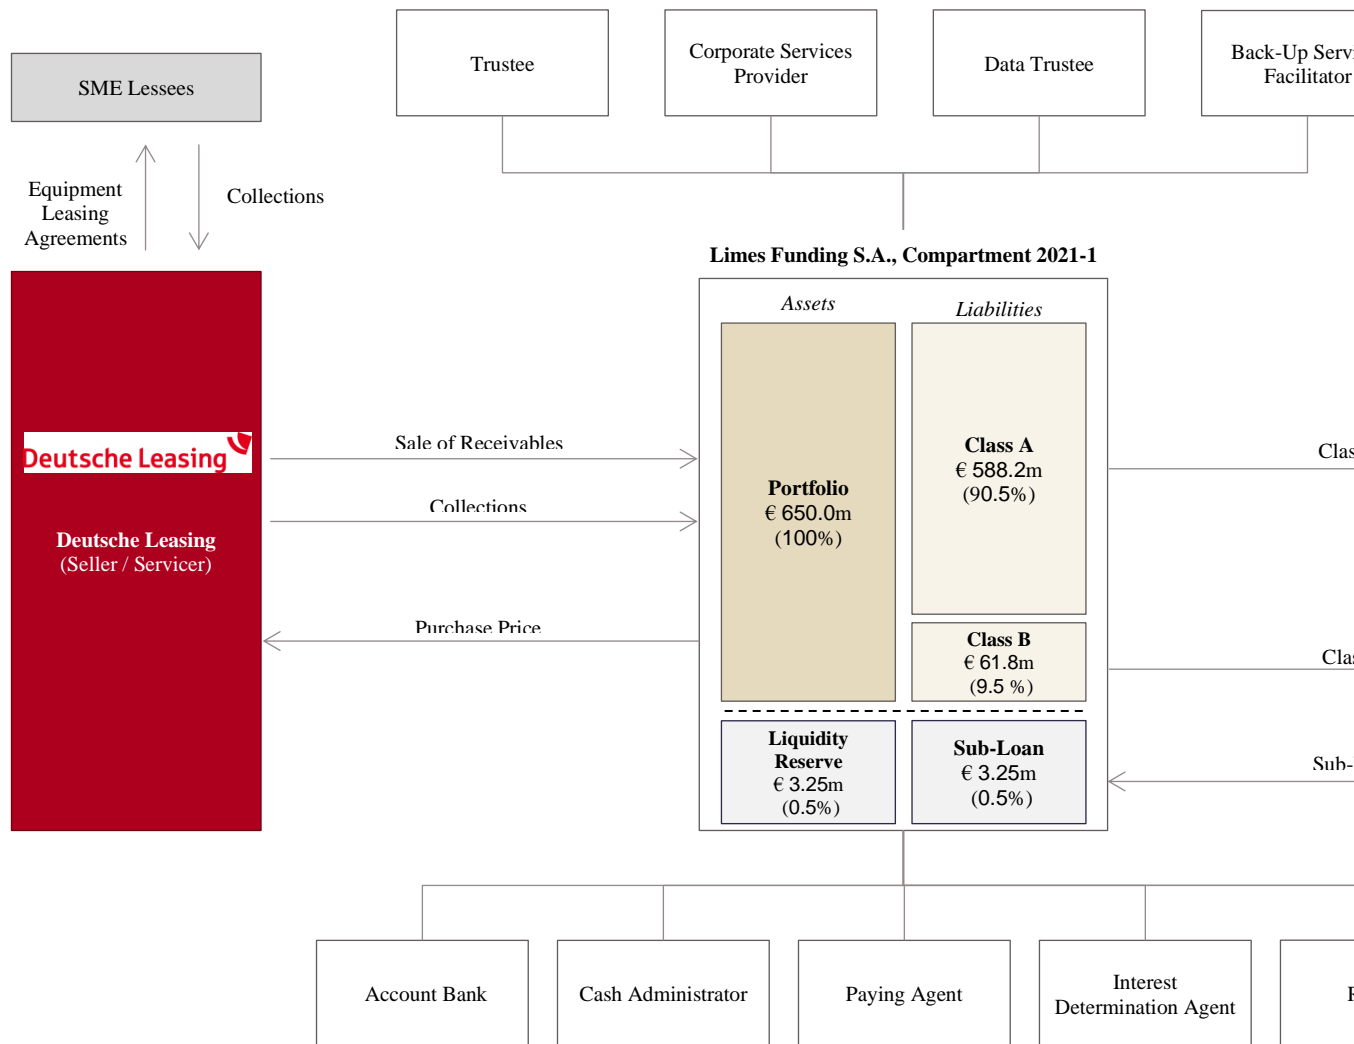 Trustee
Corporate Services
Provider
Data Trustee
Back-Up
Facilitator
SME Lessees
Equipment
Leasing
Agreements
Collections
Limes Funding S.A., Compartment 2021-1
Assets
Liabilities
Deutsche Leasing
Deutsche Leasing
(Seller / Servicer)
Sale of Receivables
Collections
Purchase Price
Portfolio
€ 650.0m
(100%)
Class A
€ 588.2m
(90.5%)
Class B
€ 61.8m
(9.5 %)
Liquidity
Reserve
€ 3.25m
(0.5%)
Sub-Loan
€ 3.25m
(0.5%)
Sub-
Account Bank
Cash Administrator
Paying Agent
Interest
Determination Agent